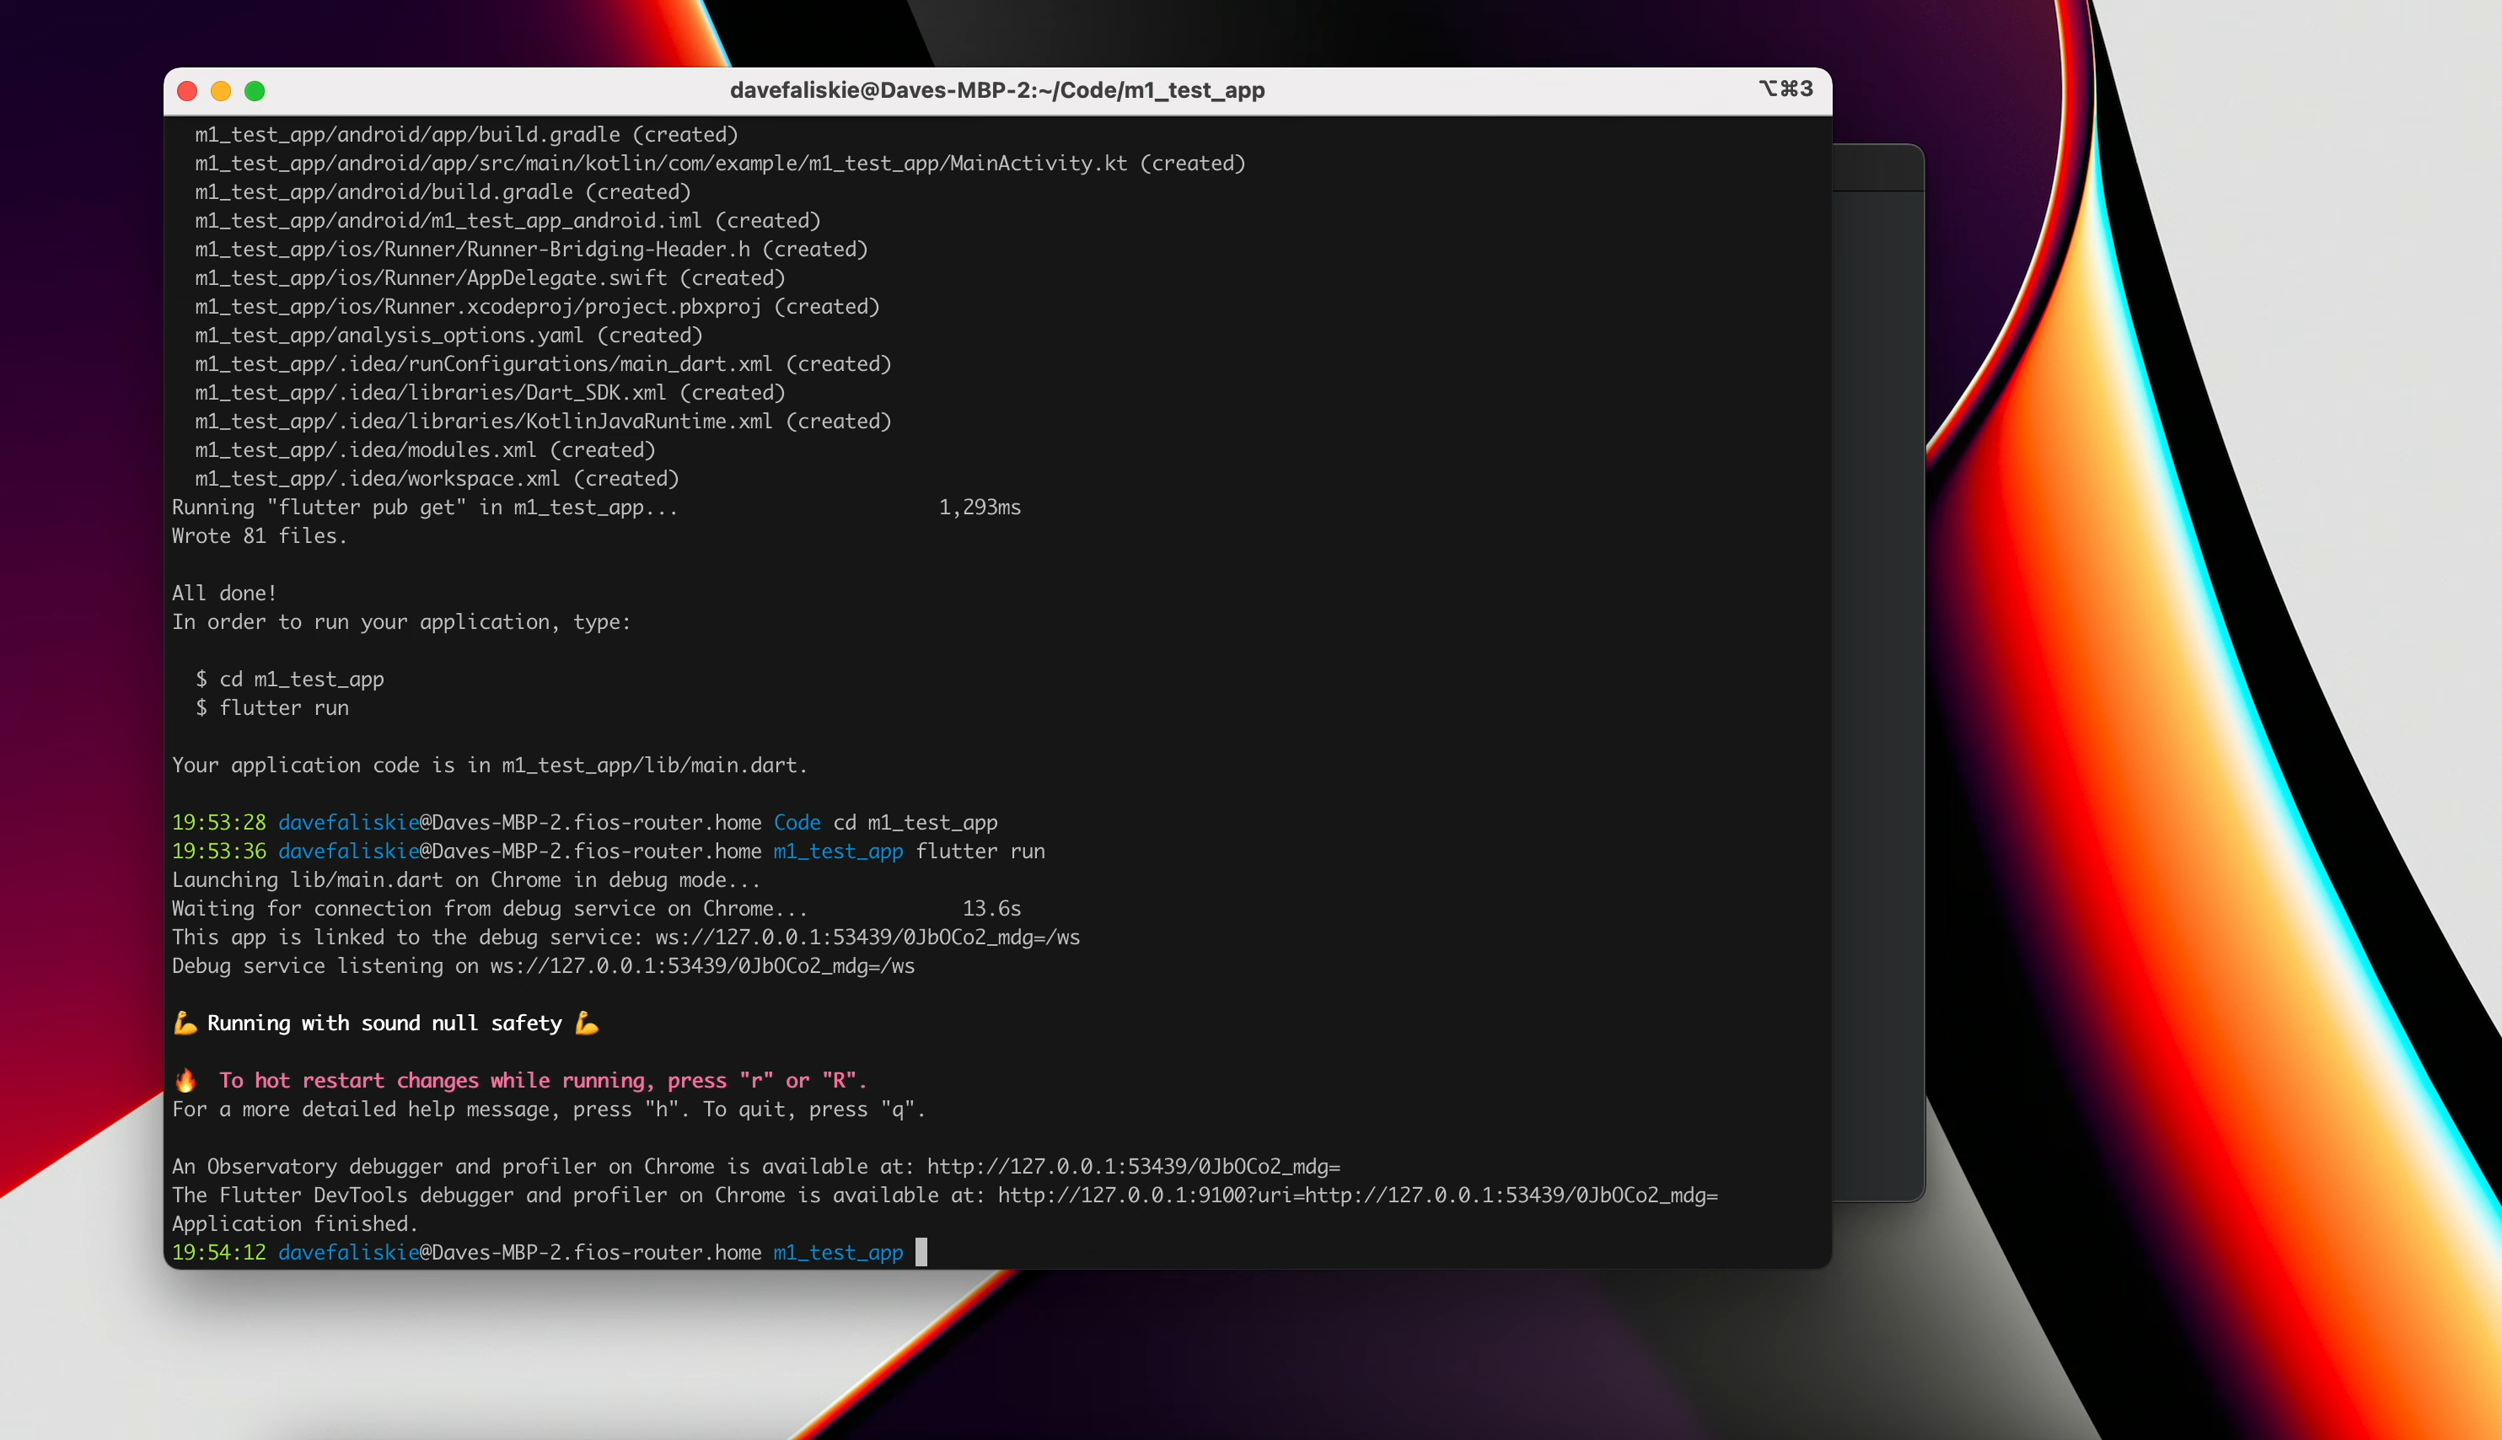 davefaliskie@Daves-MBP-2:~/Code/m1_test_app
⌥⌘3
m1_test_app/android/app/build.gradle (created)
m1_test_app/android/app/src/main/kotlin/com/example/m1_test_app/MainActivity.kt (created)
m1_test_app/android/build.gradle (created)
m1_test_app/android/m1_test_app_android.iml (created)
m1_test_app/ios/Runner/Runner-Bridging-Header.h (created)
m1_test_app/ios/Runner/AppDelegate.swift (created)
m1_test_app/ios/Runner.xcodeproj/project.pbxproj (created)
m1_test_app/analysis_options.yaml (created)
m1_test_app/.idea/runConfigurations/main_dart.xml (created)
m1_test_app/.idea/libraries/Dart_SDK.xml (created)
m1_test_app/.idea/libraries/KotlinJavaRuntime.xml (created)
m1_test_app/.idea/modules.xml (created)
m1_test_app/.idea/workspace.xml (created)
Running "flutter pub get" in m1_test_app... 1,293ms
Wrote 81 files.
All done!
In order to run your application, type:
$ cd m1_test_app
$ flutter run
Your application code is in m1_test_app/lib/main.dart.
19:53:28 davefaliskie@Daves-MBP-2.fios-router.home Code cd m1_test_app
19:53:36 davefaliskie@Daves-MBP-2.fios-router.home m1_test_app flutter run
Launching lib/main.dart on Chrome in debug mode...
Waiting for connection from debug service on Chrome... 13.6s
This app is linked to the debug service: ws://127.0.0.1:53439/0JbOCo2_mdg=/ws
Debug service listening on ws://127.0.0.1:53439/0JbOCo2_mdg=/ws
💪 Running with sound null safety 💪
🔥 To hot restart changes while running, press "r" or "R".
For a more detailed help message, press "h". To quit, press "q".
An Observatory debugger and profiler on Chrome is available at: http://127.0.0.1:53439/0JbOCo2_mdg=
The Flutter DevTools debugger and profiler on Chrome is available at: http://127.0.0.1:9100?uri=http://127.0.0.1:53439/0JbOCo2_mdg=
Application finished.
19:54:12 davefaliskie@Daves-MBP-2.fios-router.home m1_test_app